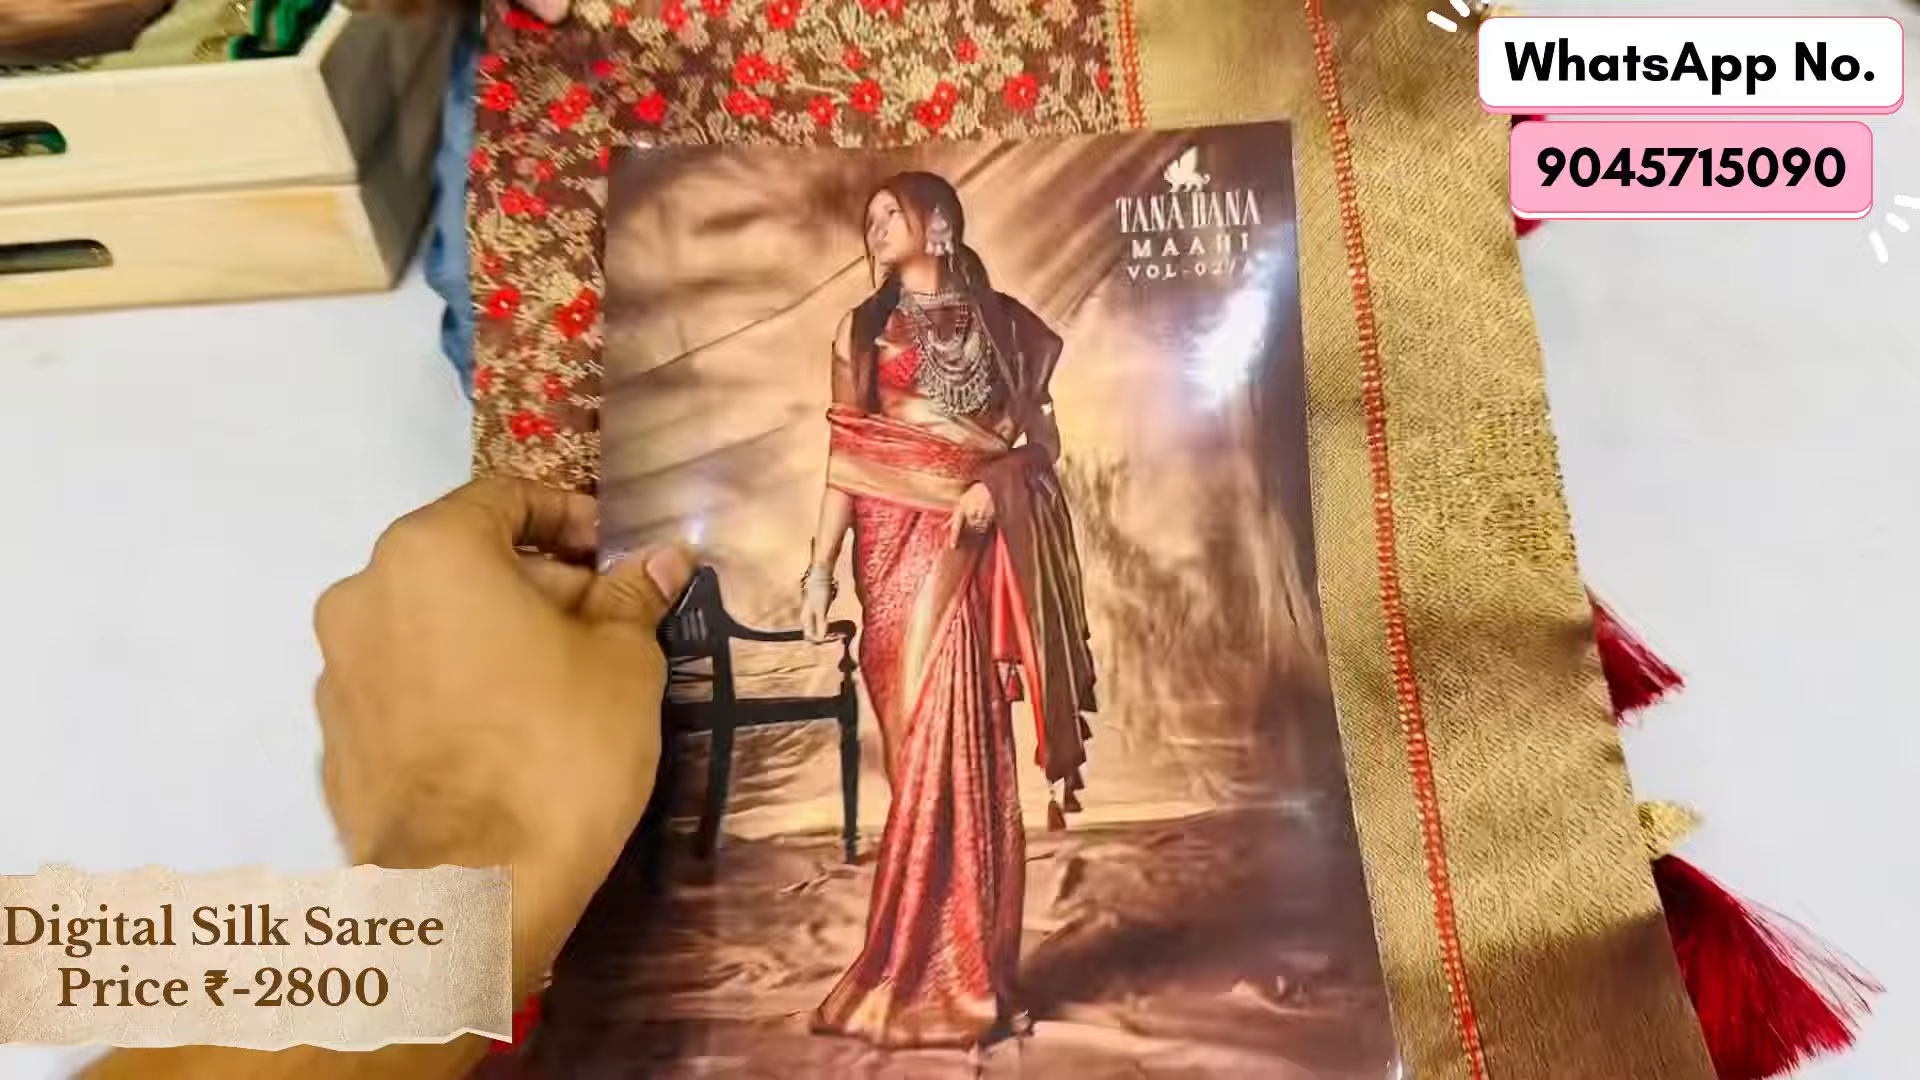 WhatsApp No.
9045715090
TANA BANA
MAAHI
Digital Silk Saree
Price ₹-2800